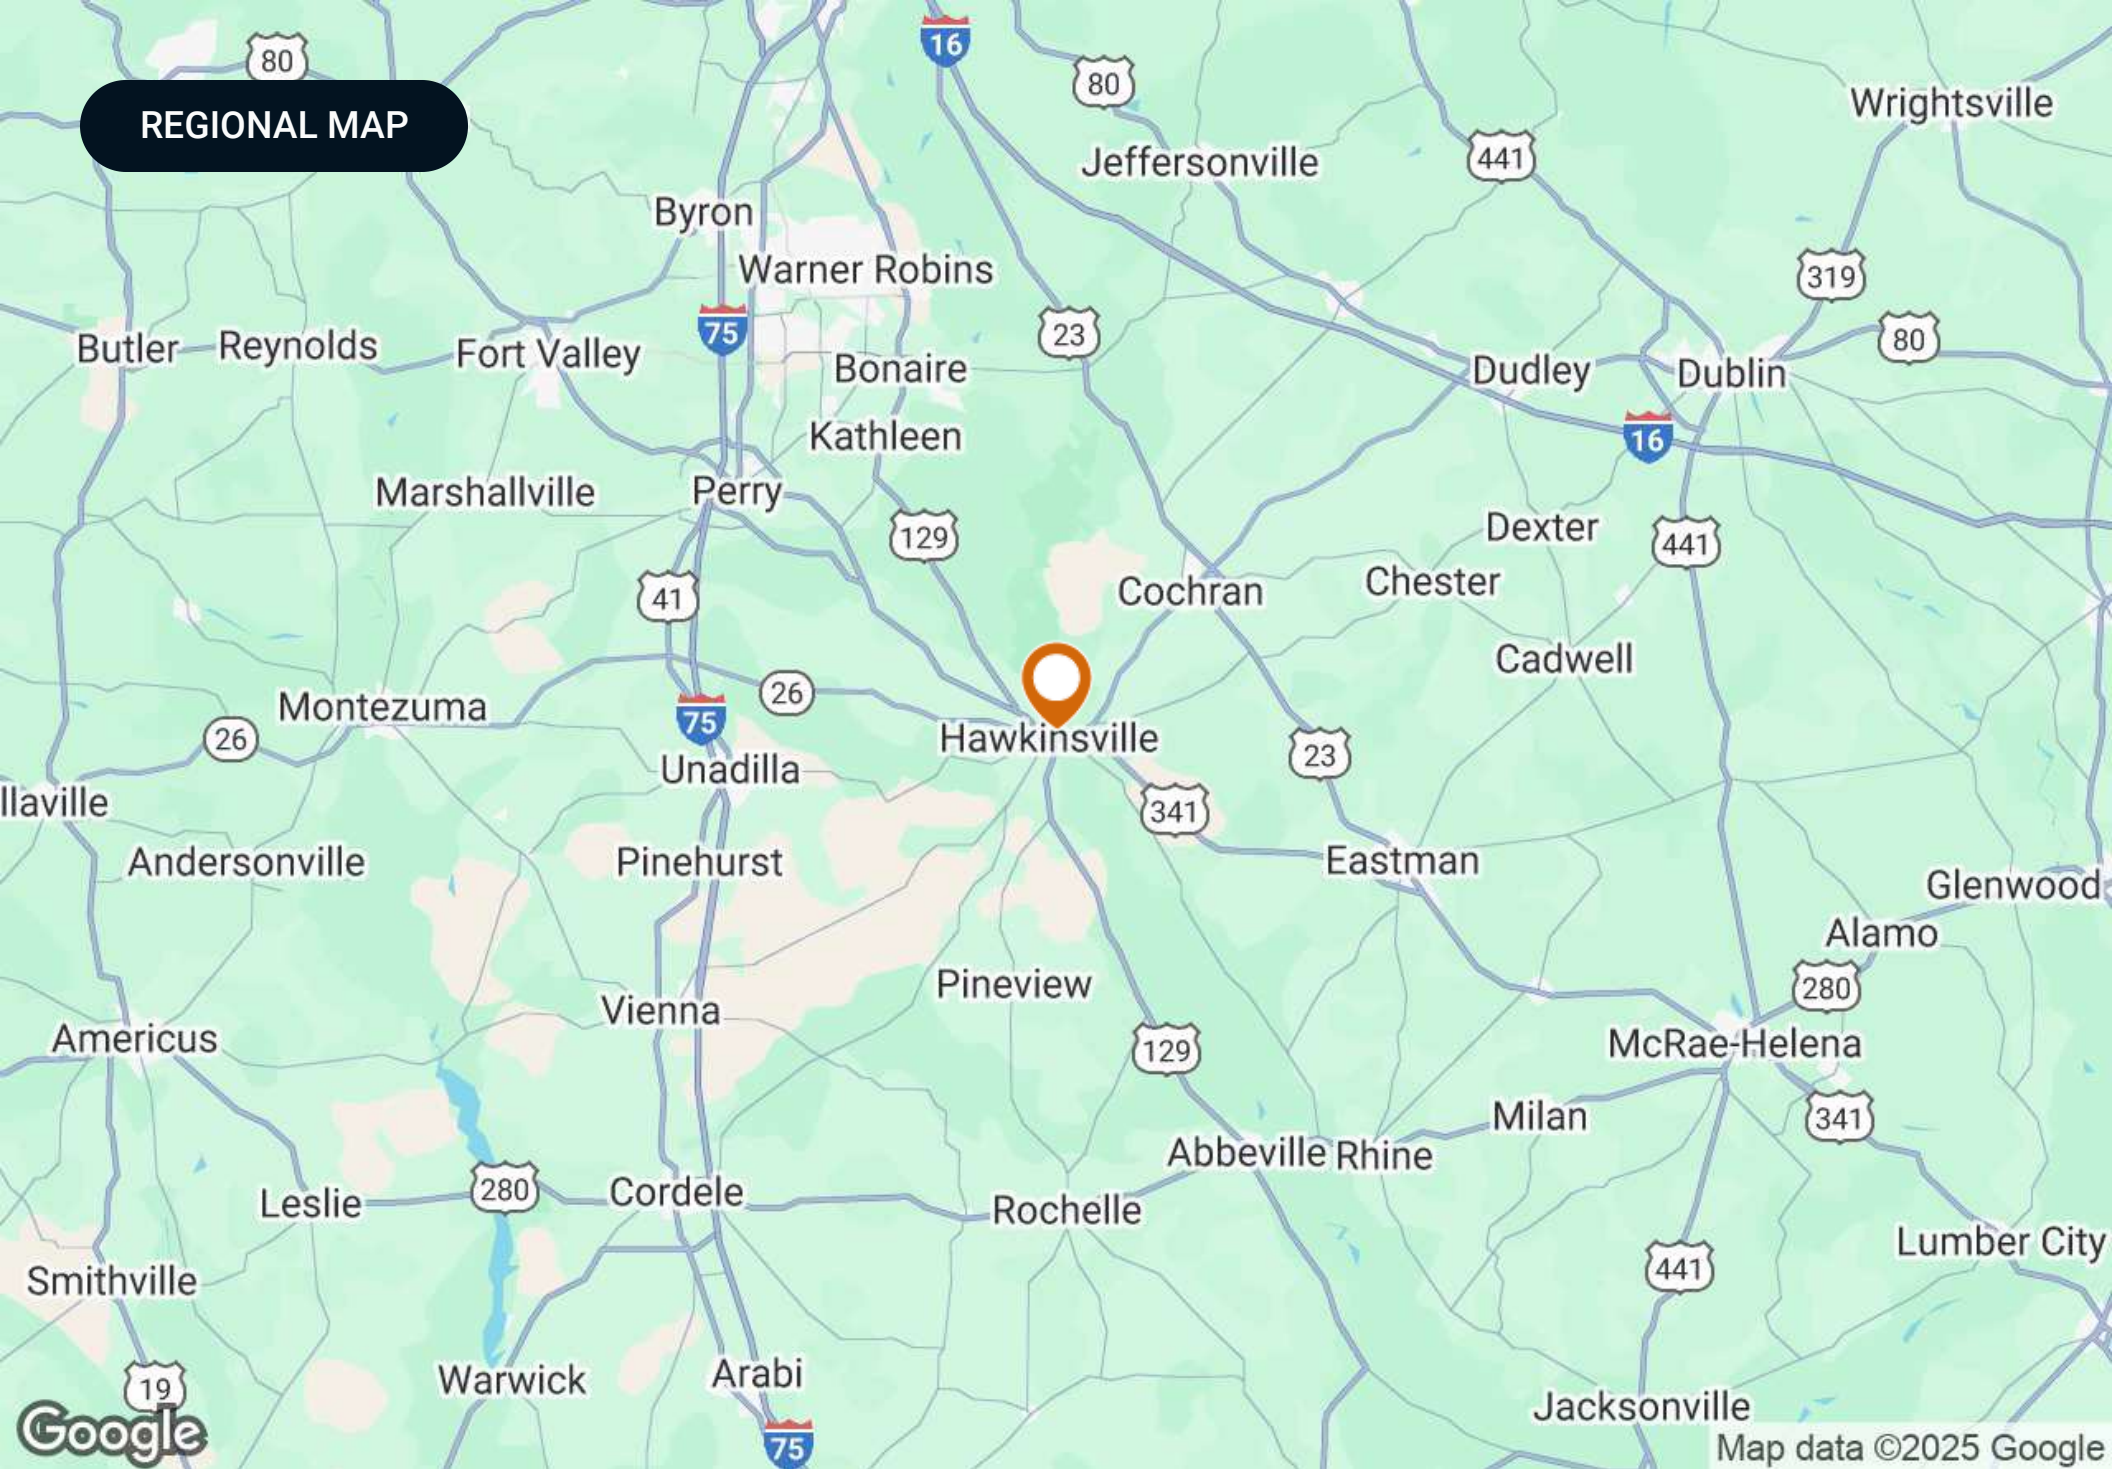 16
80
80
REGIONAL MAP
Wrightsville
Jeffersonville
441
Byron
Warner Robins
319
75
23
80
Butler
Reynolds
Fort Valley
Bonaire
Dudley
Dublin
Kathleen
16
Marshallville
Perry
129
Dexter
441
41
Cochran
Chester
Cadwell
26
Montezuma
75
26
Hawkinsville
23
Unadilla
llaville
341
Andersonville
Pinehurst
Eastman
Glenwood
Alamo
Pineview
280
Vienna
Americus
129
McRae-Helena
Milan
341
Abbeville
Rhine
280
Cordele
Leslie
Rochelle
Lumber City
441
Smithville
Warwick
Arabi
19
Jacksonville
Google
75
Map data ©2025 Google